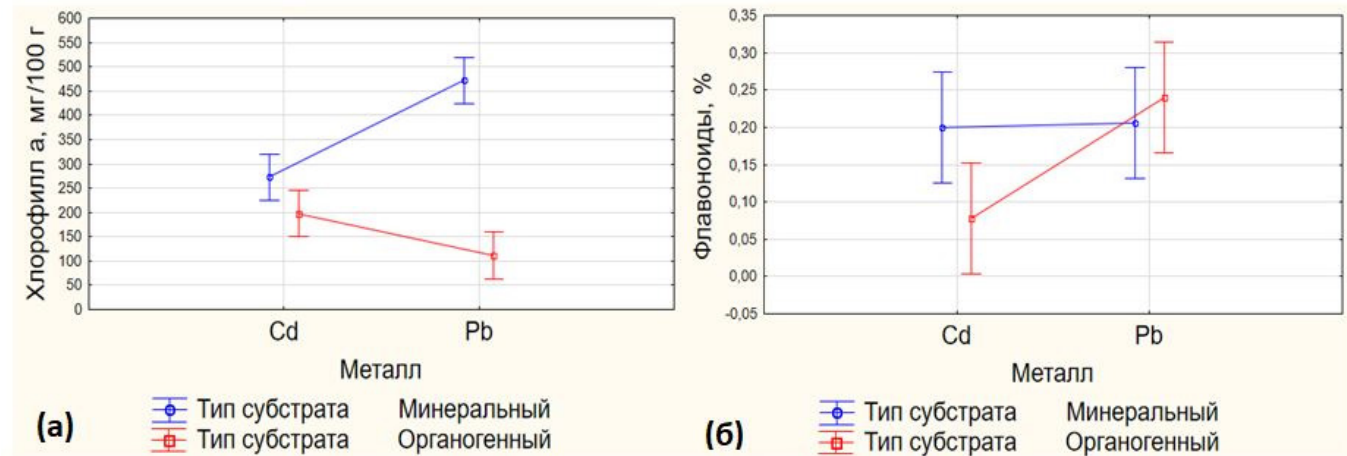 Хлорофилл а, мг/100 г
600
550
500
450
400
350
300
250
200
150
100
50
0
Cd Pb
Металл
Тип субстрата Минеральный
Тип субстрата Органогенный
(а)
Флавоноиды, %
0,35
0,30
0,25
0,20
0,15
0,10
0,05
0,00
-0,05
Cd Pb
Металл
Тип субстрата Минеральный
Тип субстрата Органогенный
(б)